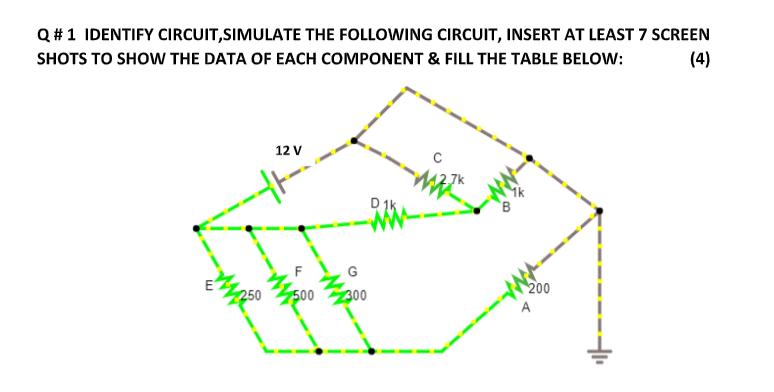 Q # 1 IDENTIFY CIRCUIT,SIMULATE THE FOLLOWING CIRCUIT, INSERT AT LEAST 7 SCREEN
SHOTS TO SHOW THE DATA OF EACH COMPONENT & FILL THE TABLE BELOW: (4)
12 V
C
2.7k
1k
B
D 1k
E
250
F
500
G
300
200
A